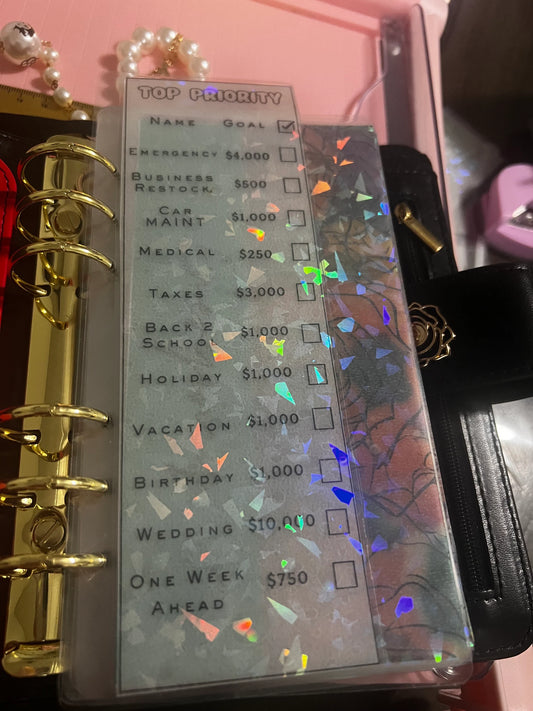 TOP PRIORITY
NAME GOAL
EMERGENCY $4,000
BUSINESS
RESTOCK $500
CAR
MAINT $1,000
MEDICAL $250
TAXES $3,000
BACK 2
SCHOOL $1,000
HOLIDAY $1,000
VACATION $1,000
BIRTHDAY $1,000
WEDDING $10,000
ONE WEEK
AHEAD $750